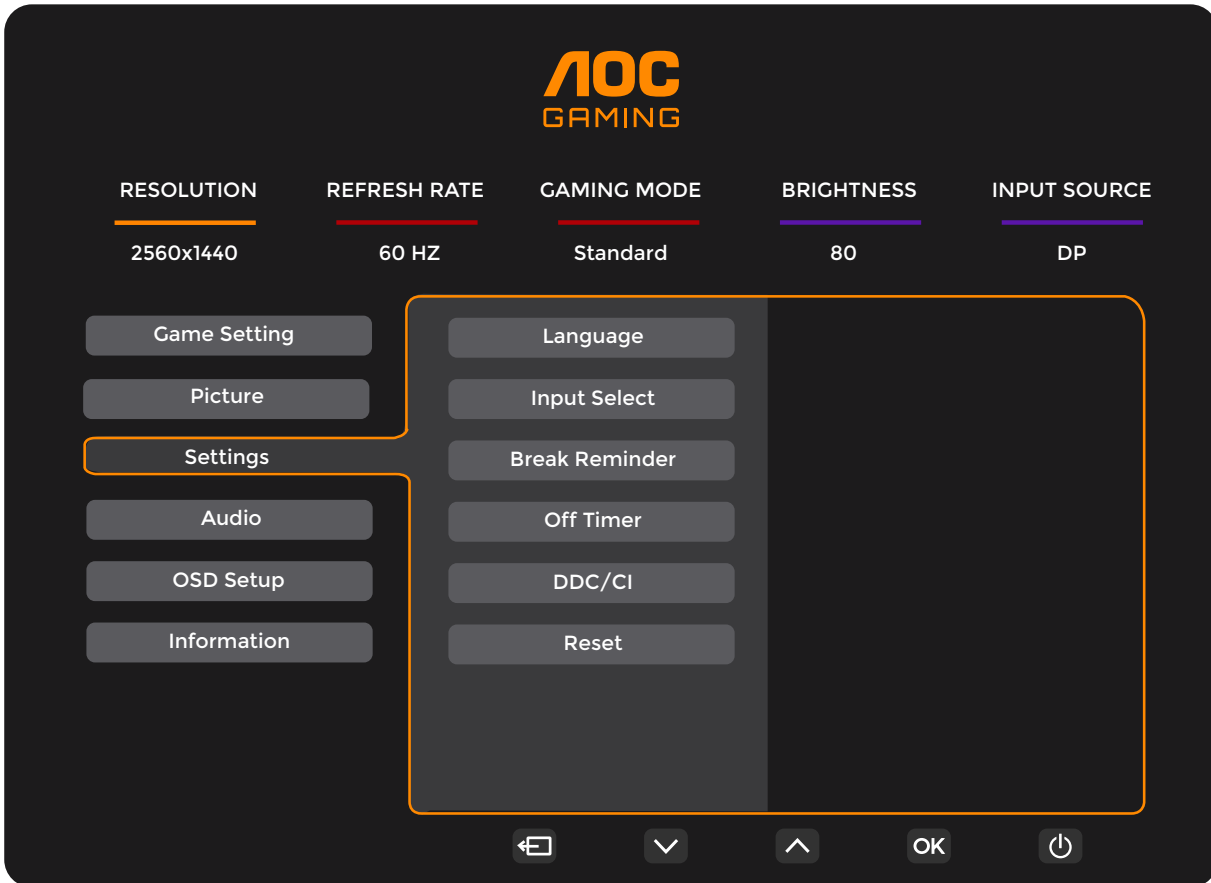 AOC
GAMING
RESOLUTION REFRESH RATE GAMING MODE BRIGHTNESS INPUT SOURCE
2560x1440 60 HZ Standard 80 DP
Game Setting Language
Picture Input Select
Settings Break Reminder
Audio Off Timer
OSD Setup DDC/CI
Information Reset
OK